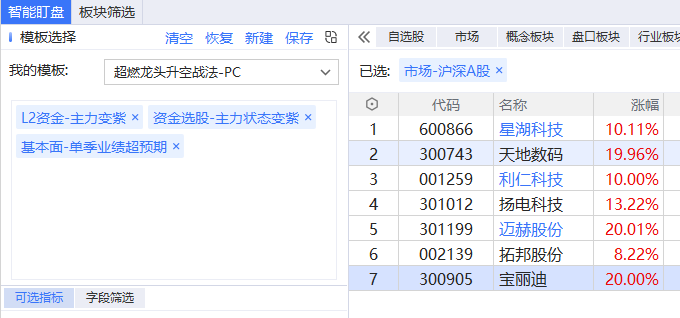 智能盯盘 板块筛选
模板选择 清空 恢复 新建 保存
我的模板: 超燃龙头升空战法-PC
L2资金-主力变紫 × 资金选股-主力状态变紫 ×
基本面-单季业绩超预期 ×
可选指标 字段筛选
自选股 市场 概念板块 盘口板块 行业板
已选: 市场-沪深A股 ×
代码 名称 涨幅
1 600866 星湖科技 10.11%
2 300743 天地数码 19.96%
3 001259 利仁科技 10.00%
4 301012 扬电科技 13.22%
5 301199 迈赫股份 20.01%
6 002139 拓邦股份 8.22%
7 300905 宝丽迪 20.00%